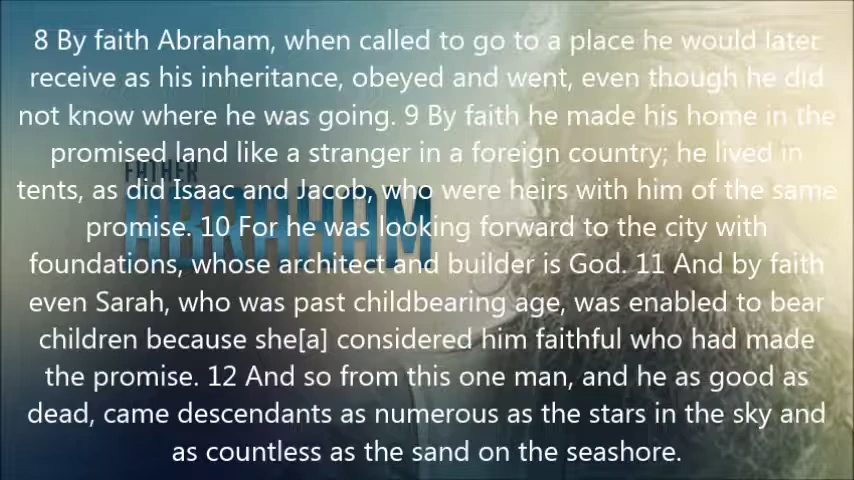 8 By faith Abraham, when called to go to a place he would later
receive as his inheritance, obeyed and went, even though he did
not know where he was going. 9 By faith he made his home in the
promised land like a stranger in a foreign country; he lived in
FATHER
tents, as did Isaac and Jacob, who were heirs with him of the same
ABRAHAM
promise. 10 For he was looking forward to the city with
foundations, whose architect and builder is God. 11 And by faith
even Sarah, who was past childbearing age, was enabled to bear
children because she[a] considered him faithful who had made
the promise. 12 And so from this one man, and he as good as
dead, came descendants as numerous as the stars in the sky and
as countless as the sand on the seashore.